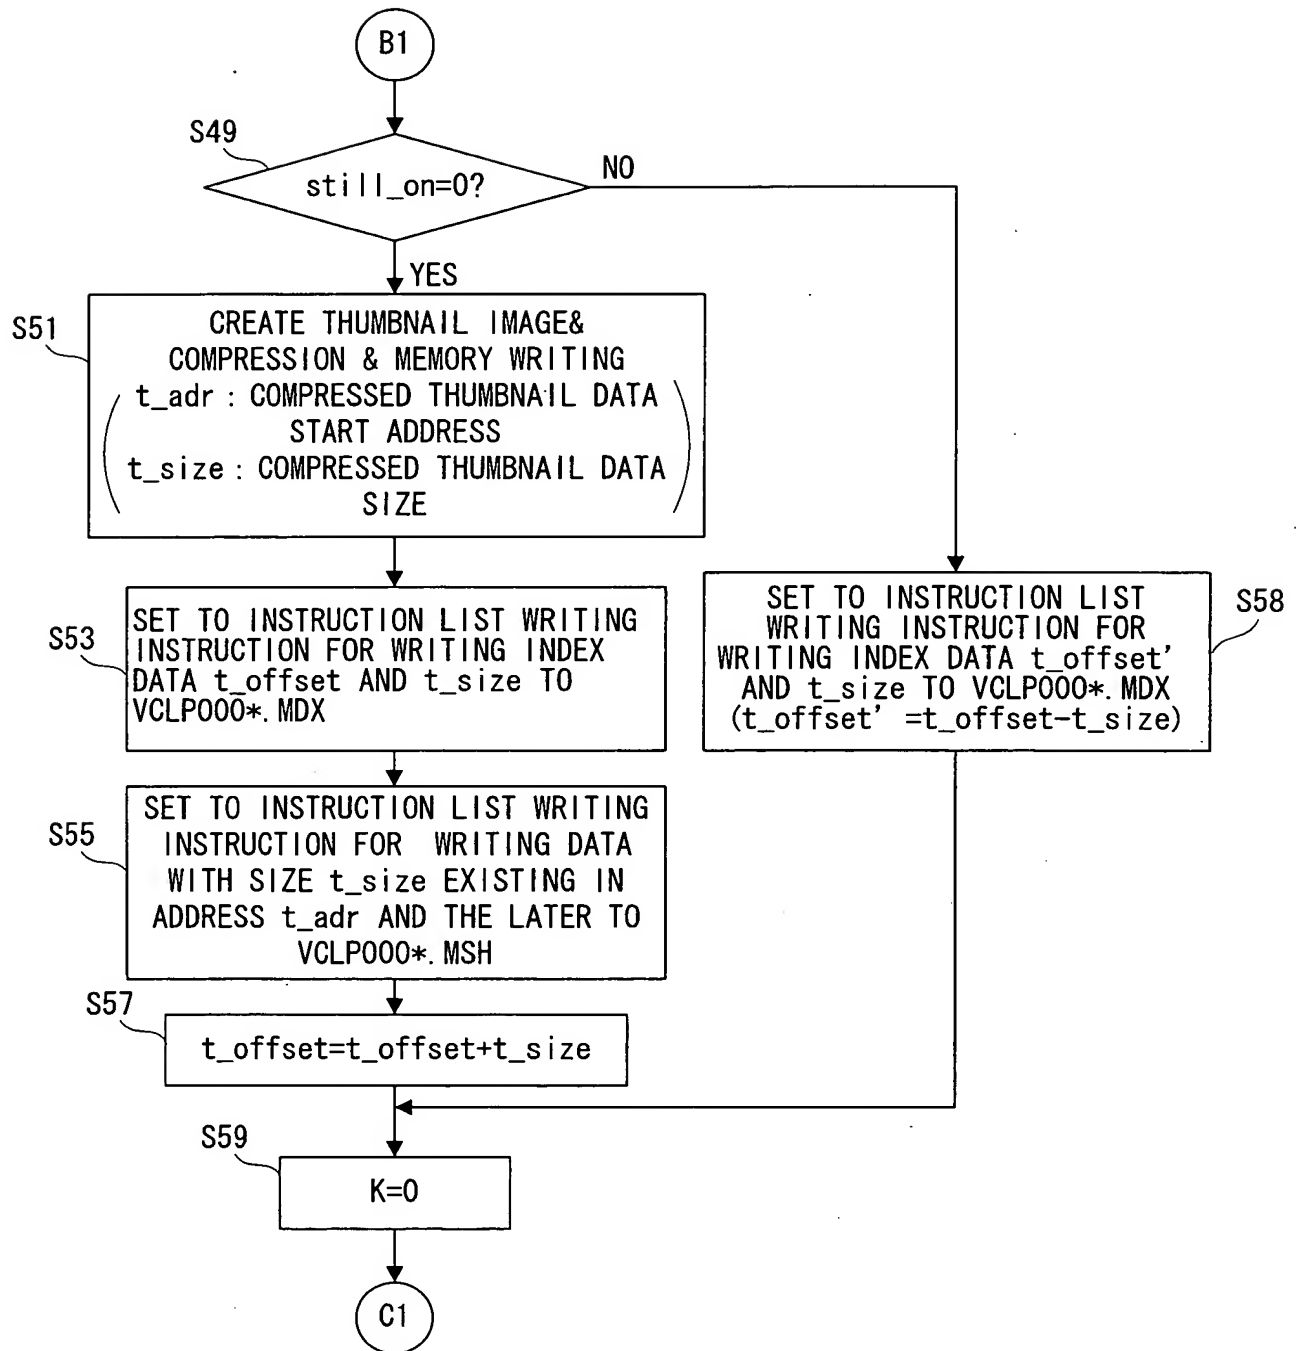 B1
S49
still_on=0?
NO
YES
S51
CREATE THUMBNAIL IMAGE&
COMPRESSION & MEMORY WRITING
t_adr : COMPRESSED THUMBNAIL DATA
START ADDRESS
t_size : COMPRESSED THUMBNAIL DATA
SIZE
S53
SET TO INSTRUCTION LIST WRITING
INSTRUCTION FOR WRITING INDEX
DATA t_offset AND t_size TO
VCLP000*.MDX
SET TO INSTRUCTION LIST
WRITING INSTRUCTION FOR
WRITING INDEX DATA t_offset'
AND t_size TO VCLP000*.MDX
(t_offset' =t_offset-t_size)
S58
S55
SET TO INSTRUCTION LIST WRITING
INSTRUCTION FOR WRITING DATA
WITH SIZE t_size EXISTING IN
ADDRESS t_adr AND THE LATER TO
VCLP000*.MSH
S57
t_offset=t_offset+t_size
S59
K=0
C1